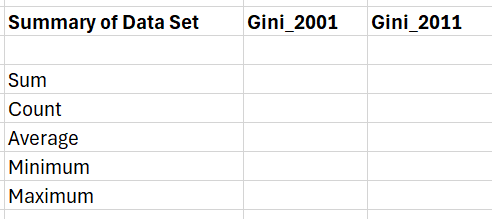 Summary of Data Set Gini_2001 Gini_2011
Sum
Count
Average
Minimum
Maximum